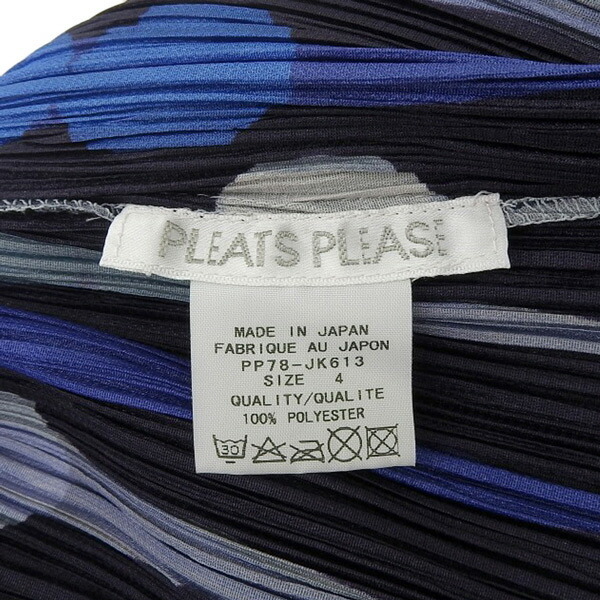 PLEATS PLEASE
MADE IN JAPAN
FABRIQUE AU JAPON
PP78-JK613
SIZE 4
QUALITY/QUALITE
100% POLYESTER
30